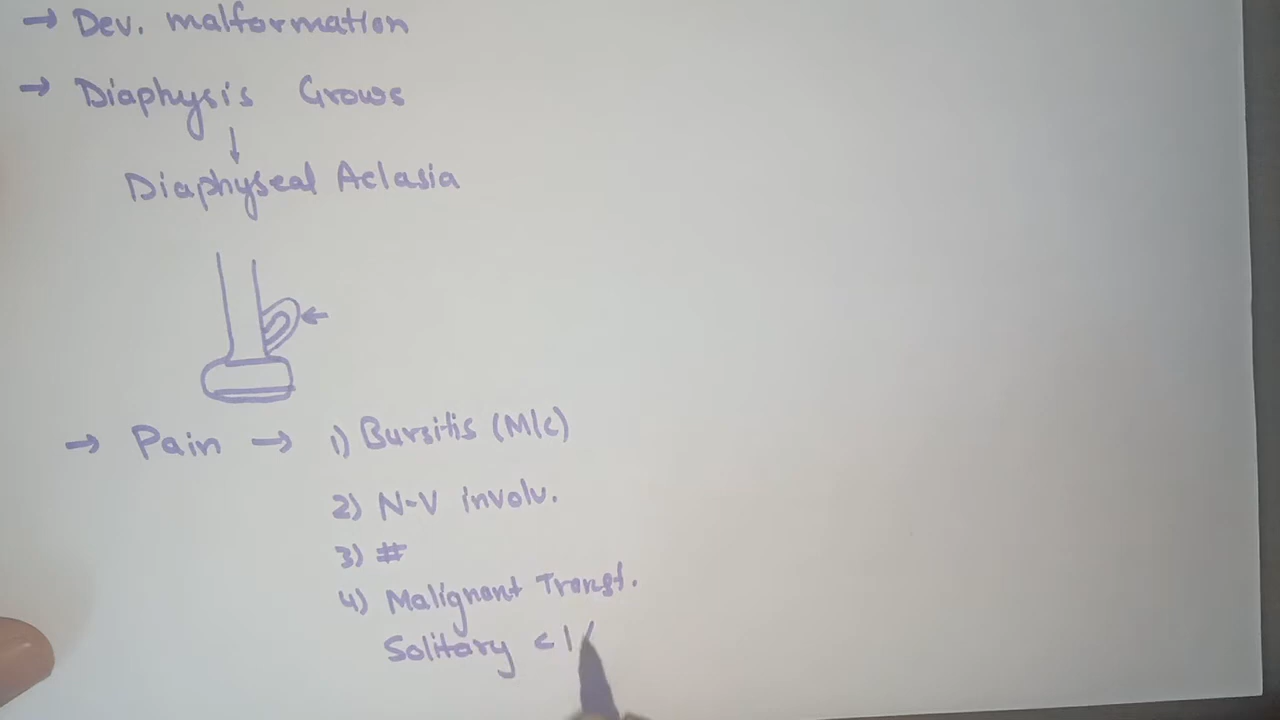 → Dev. malformation
→ Diaphysis Grows
↓
Diaphyseal Aclasia
→ Pain → 1) Bursitis (M/c)
2) N-V involv.
3) #
4) Malignant Transf.
Solitary < 1